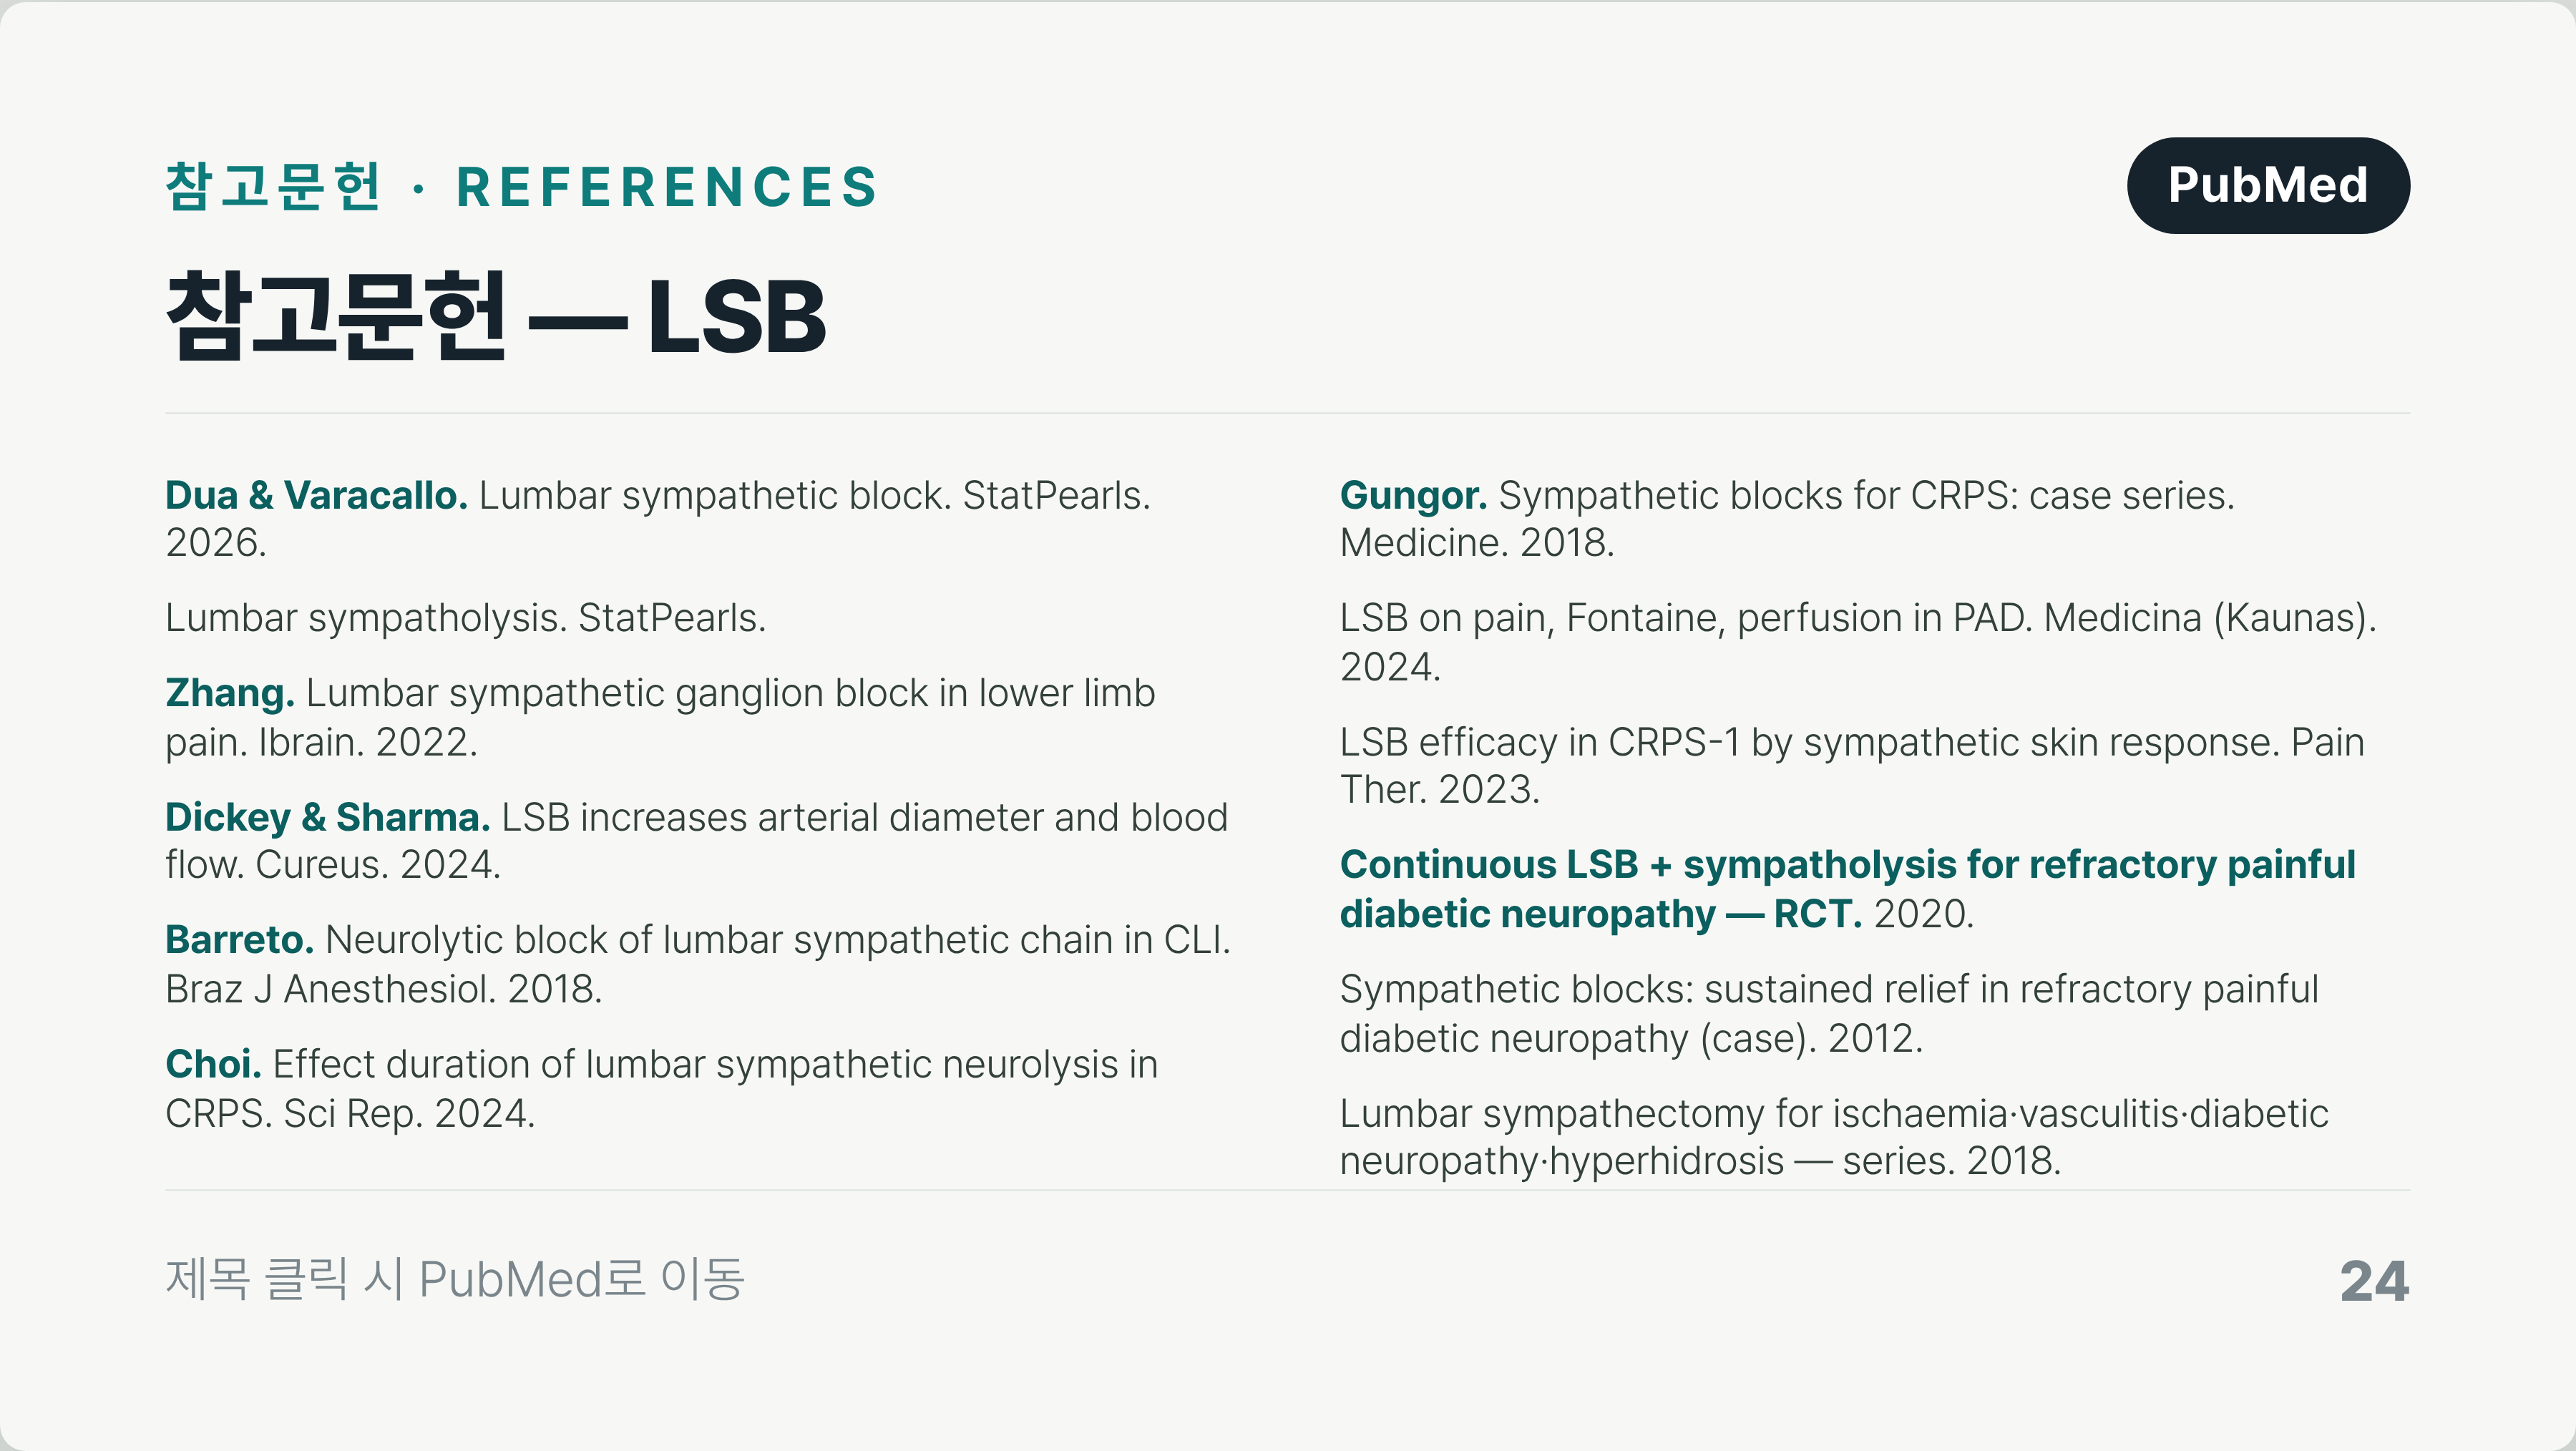 참고문헌 · REFERENCES
PubMed
참고문헌 — LSB
Dua & Varacallo. Lumbar sympathetic block. StatPearls.
2026.
Lumbar sympatholysis. StatPearls.
Zhang. Lumbar sympathetic ganglion block in lower limb
pain. Ibrain. 2022.
Dickey & Sharma. LSB increases arterial diameter and blood
flow. Cureus. 2024.
Barreto. Neurolytic block of lumbar sympathetic chain in CLI.
Braz J Anesthesiol. 2018.
Choi. Effect duration of lumbar sympathetic neurolysis in
CRPS. Sci Rep. 2024.
Gungor. Sympathetic blocks for CRPS: case series.
Medicine. 2018.
LSB on pain, Fontaine, perfusion in PAD. Medicina (Kaunas).
2024.
LSB efficacy in CRPS-1 by sympathetic skin response. Pain
Ther. 2023.
Continuous LSB + sympatholysis for refractory painful
diabetic neuropathy — RCT. 2020.
Sympathetic blocks: sustained relief in refractory painful
diabetic neuropathy (case). 2012.
Lumbar sympathectomy for ischaemia·vasculitis·diabetic
neuropathy·hyperhidrosis — series. 2018.
제목 클릭 시 PubMed로 이동
24